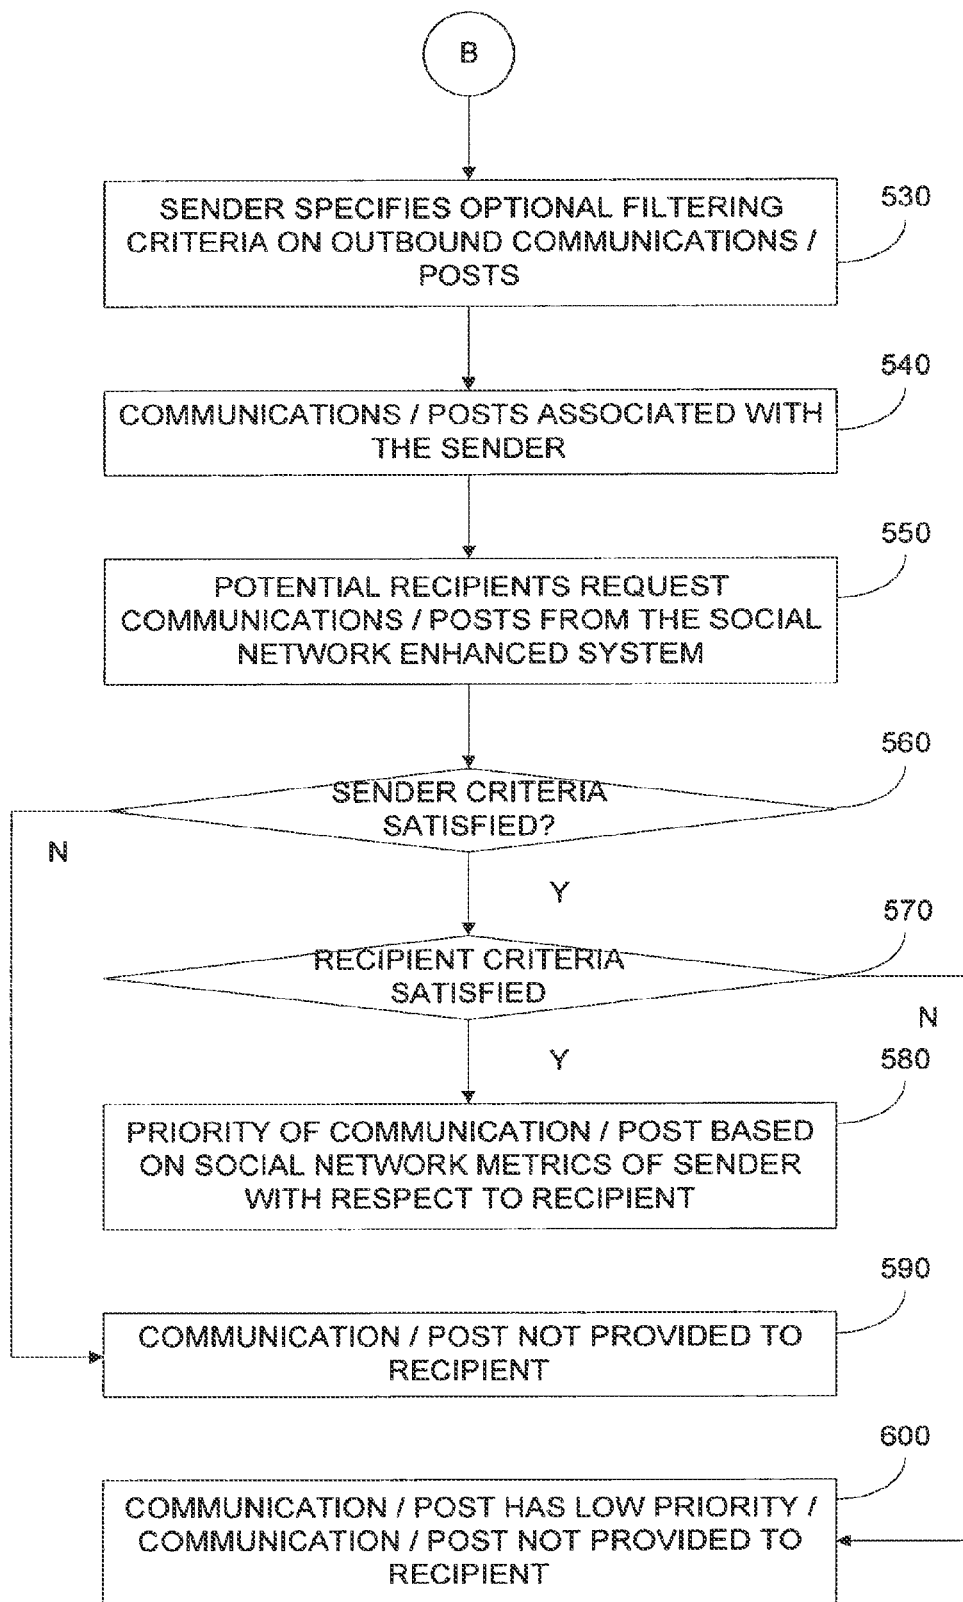 B
530
SENDER SPECIFIES OPTIONAL FILTERING
CRITERIA ON OUTBOUND COMMUNICATIONS /
POSTS
540
COMMUNICATIONS / POSTS ASSOCIATED WITH
THE SENDER
550
POTENTIAL RECIPIENTS REQUEST
COMMUNICATIONS / POSTS FROM THE SOCIAL
NETWORK ENHANCED SYSTEM
560
SENDER CRITERIA
SATISFIED?
N
Y
570
RECIPIENT CRITERIA
SATISFIED
N
Y
580
PRIORITY OF COMMUNICATION / POST BASED
ON SOCIAL NETWORK METRICS OF SENDER
WITH RESPECT TO RECIPIENT
590
COMMUNICATION / POST NOT PROVIDED TO
RECIPIENT
600
COMMUNICATION / POST HAS LOW PRIORITY /
COMMUNICATION / POST NOT PROVIDED TO
RECIPIENT